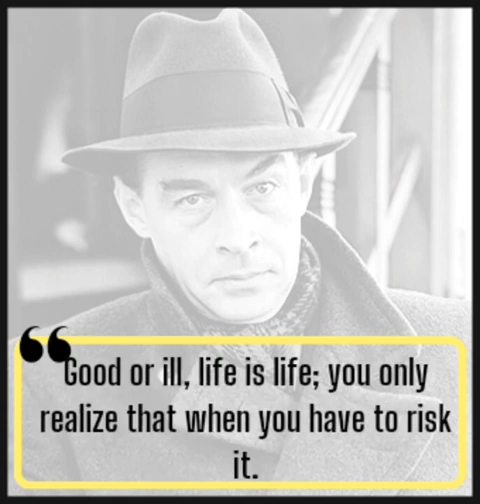 “Good or ill, life is life; you only
realize that when you have to risk
it.